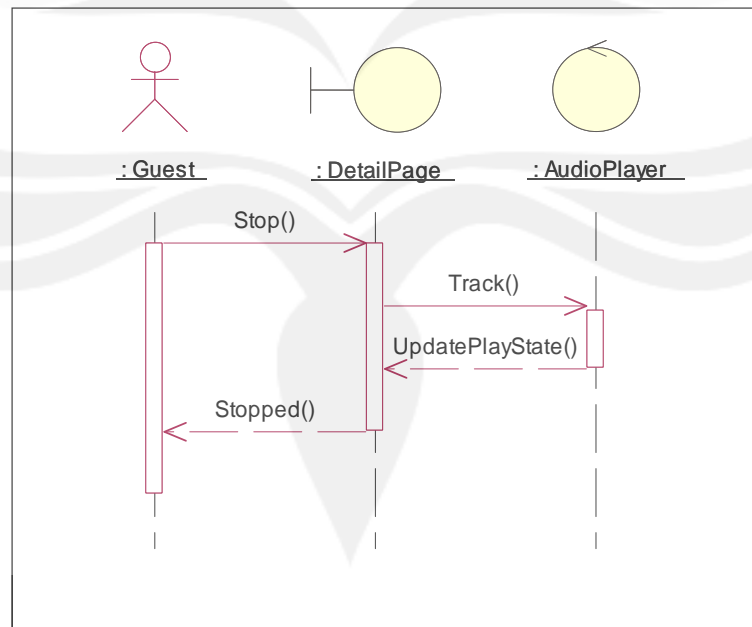 : Guest
: DetailPage
: AudioPlayer
Stop()
Track()
UpdatePlayState()
Stopped()